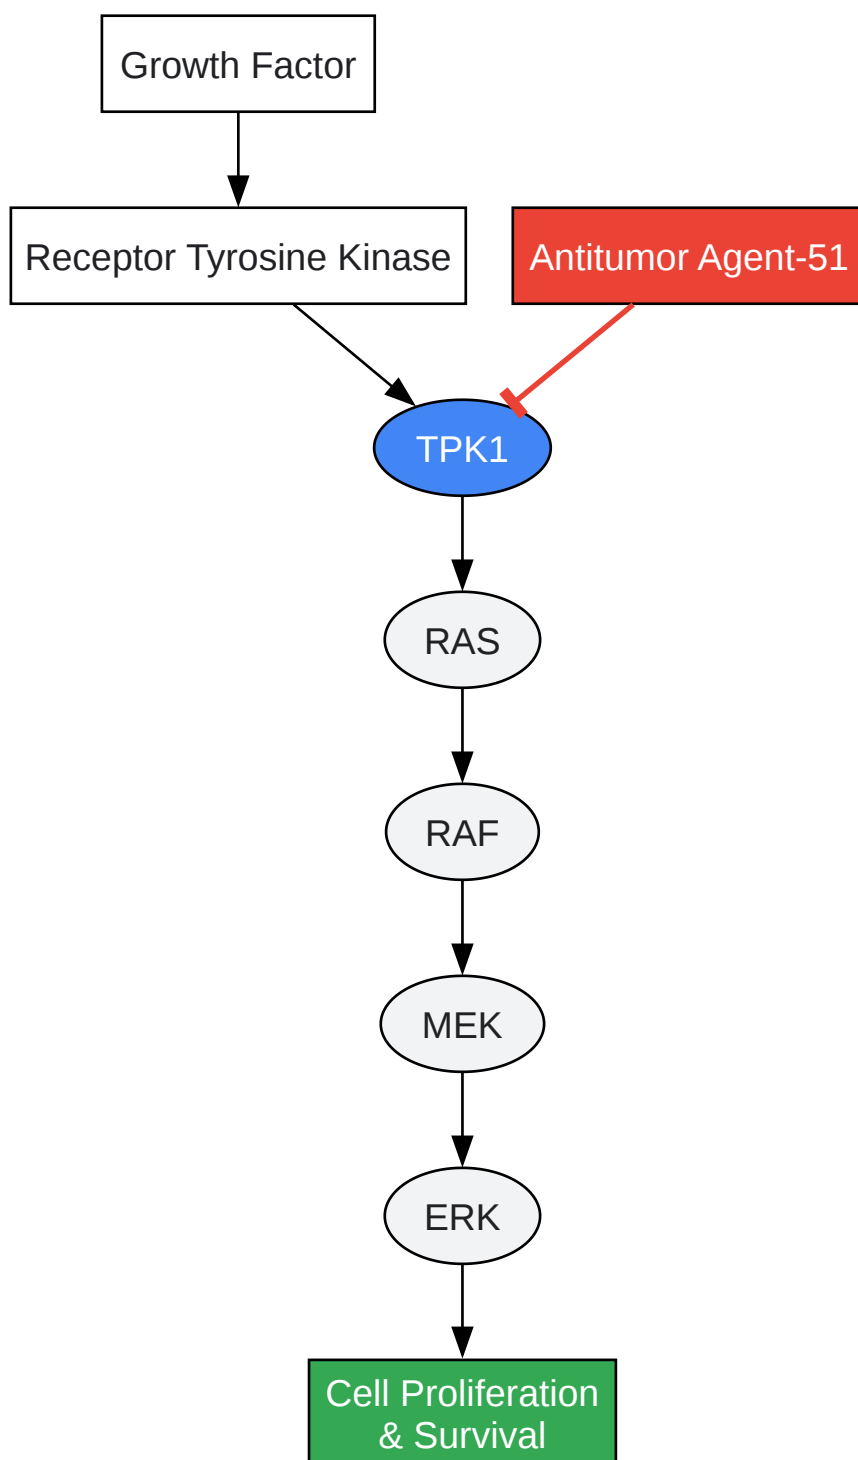 Growth Factor
Receptor Tyrosine Kinase
Antitumor Agent-51
TPK1
RAS
RAF
MEK
ERK
Cell Proliferation
& Survival